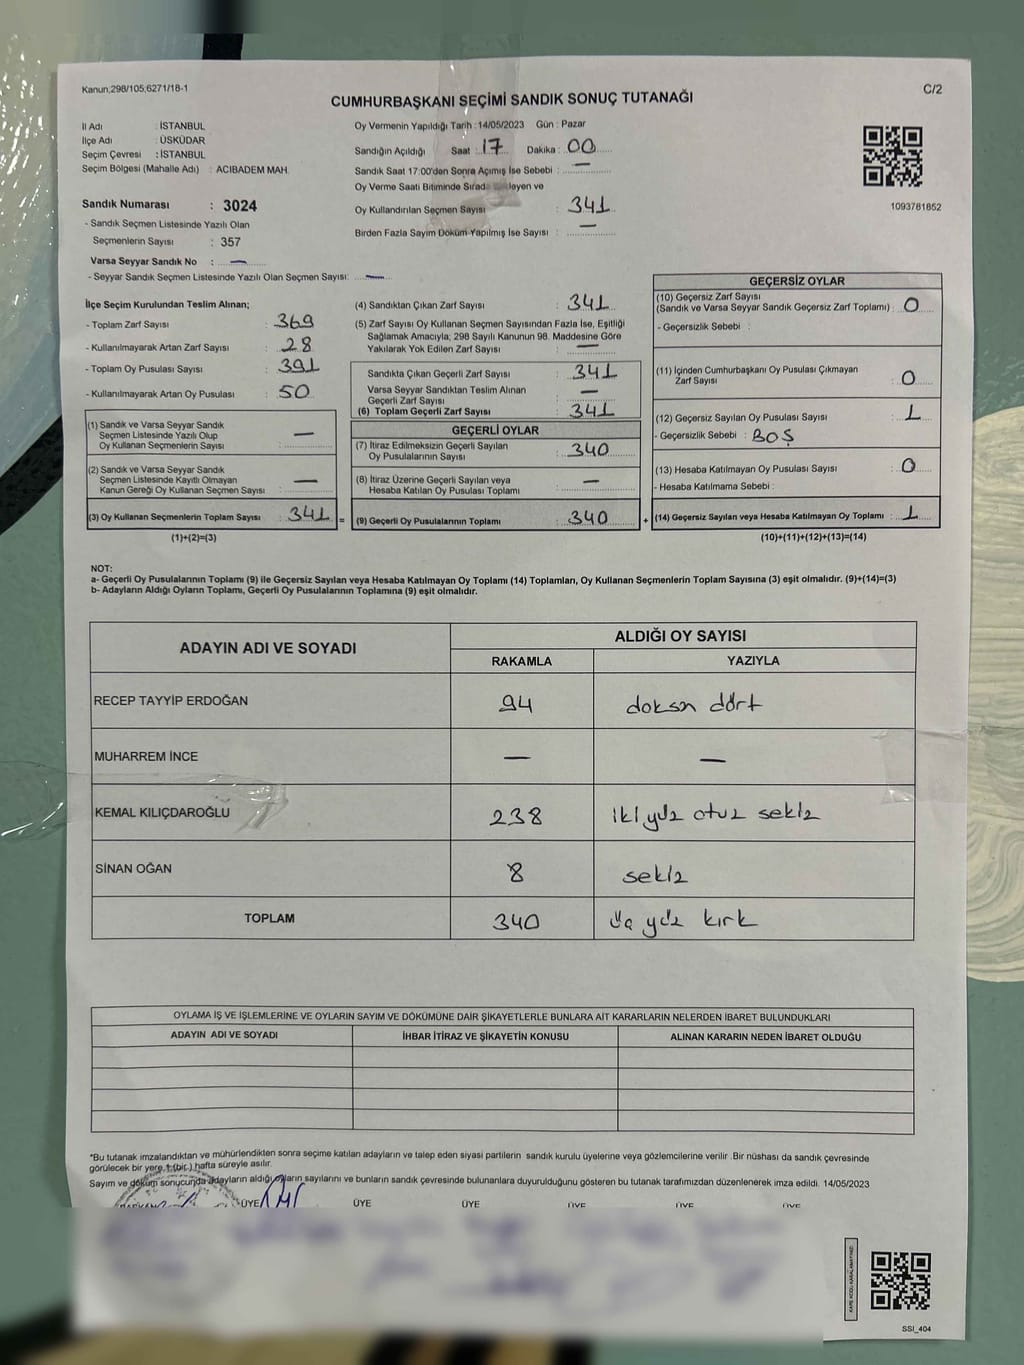 Kanun;298/105;6271/18-1
C/2
CUMHURBAŞKANI SEÇİMİ SANDIK SONUÇ TUTANAĞI
İl Adı : İSTANBUL
İlçe Adı : ÜSKÜDAR
Seçim Çevresi : İSTANBUL
Seçim Bölgesi (Mahalle Adı) : ACIBADEM MAH.
Oy Vermenin Yapıldığı Tarih :14/05/2023 Gün : Pazar
Sandığın Açıldığı Saat : 17 Dakika : 00
Sandık Saat 17:00'den Sonra Açımış İse Sebebi : —
Oy Verme Saati Bitiminde Sırada Bekleyen ve
Oy Kullandırılan Seçmen Sayısı : 341
Birden Fazla Sayım Döküm Yapılmış İse Sayısı : —
1093781852
Sandık Numarası : 3024
- Sandık Seçmen Listesinde Yazılı Olan
Seçmenlerin Sayısı : 357
Varsa Seyyar Sandık No : —
- Seyyar Sandık Seçmen Listesinde Yazılı Olan Seçmen Sayısı: —
İlçe Seçim Kurulundan Teslim Alınan;
- Toplam Zarf Sayısı : 369
- Kullanılmayarak Artan Zarf Sayısı : 28
- Toplam Oy Pusulası Sayısı : 391
- Kullanılmayarak Artan Oy Pusulası : 50
(1) Sandık ve Varsa Seyyar Sandık
Seçmen Listesinde Yazılı Olup
Oy Kullanan Seçmenlerin Sayısı : —
(2) Sandık ve Varsa Seyyar Sandık
Seçmen Listesinde Kayıtlı Olmayan
Kanun Gereği Oy Kullanan Seçmen Sayısı : —
(3) Oy Kullanan Seçmenlerin Toplam Sayısı : 341 =
(1)+(2)=(3)
(4) Sandıktan Çıkan Zarf Sayısı : 341
(5) Zarf Sayısı Oy Kullanan Seçmen Sayısından Fazla İse, Eşitliği
Sağlamak Amacıyla; 298 Sayılı Kanunun 98. Maddesine Göre
Yakılarak Yok Edilen Zarf Sayısı : —
Sandıkta Çıkan Geçerli Zarf Sayısı : 341
Varsa Seyyar Sandıktan Teslim Alınan
Geçerli Zarf Sayısı : —
(6) Toplam Geçerli Zarf Sayısı : 341
GEÇERLİ OYLAR
(7) İtiraz Edilmeksizin Geçerli Sayılan
Oy Pusulalarının Sayısı : 340
(8) İtiraz Üzerine Geçerli Sayılan veya
Hesaba Katılan Oy Pusulası Toplamı : —
(9) Geçerli Oy Pusulalarının Toplamı : 340 +
GEÇERSİZ OYLAR
(10) Geçersiz Zarf Sayısı
(Sandık ve Varsa Seyyar Sandık Geçersiz Zarf Toplamı) : 0
- Geçersizlik Sebebi :
(11) İçinden Cumhurbaşkanı Oy Pusulası Çıkmayan
Zarf Sayısı : 0
(12) Geçersiz Sayılan Oy Pusulası Sayısı : 1
- Geçersizlik Sebebi : BOŞ
(13) Hesaba Katılmayan Oy Pusulası Sayısı : 0
- Hesaba Katılmama Sebebi :
(14) Geçersiz Sayılan veya Hesaba Katılmayan Oy Toplamı : 1
(10)+(11)+(12)+(13)=(14)
NOT:
a- Geçerli Oy Pusulalarının Toplamı (9) ile Geçersiz Sayılan veya Hesaba Katılmayan Oy Toplamı (14) Toplamları, Oy Kullanan Seçmenlerin Toplam Sayısına (3) eşit olmalıdır. (9)+(14)=(3)
b- Adayların Aldığı Oyların Toplamı, Geçerli Oy Pusulalarının Toplamına (9) eşit olmalıdır.
ADAYIN ADI VE SOYADI ALDIĞI OY SAYISI
RAKAMLA YAZIYLA
RECEP TAYYİP ERDOĞAN 94 doksan dört
MUHARREM İNCE — —
KEMAL KILIÇDAROĞLU 238 iki yüz otuz sekiz
SİNAN OĞAN 8 sekiz
TOPLAM 340 üç yüz kırk
OYLAMA İŞ VE İŞLEMLERİNE VE OYLARIN SAYIM VE DÖKÜMÜNE DAİR ŞİKAYETLERLE BUNLARA AİT KARARLARIN NELERDEN İBARET BULUNDUKLARI
ADAYIN ADI VE SOYADI İHBAR İTİRAZ VE ŞİKAYETİN KONUSU ALINAN KARARIN NEDEN İBARET OLDUĞU
*Bu tutanak imzalandıktan ve mühürlendikten sonra seçime katılan adayların ve talep eden siyasi partilerin sandık kurulu üyelerine veya gözlemcilerine verilir .Bir nüshası da sandık çevresinde
görülecek bir yere 1 (bir) hafta süreyle asılır.
Sayım ve döküm sonucunda adayların aldığı oyların sayılarını ve bunların sandık çevresinde bulunanlara duyurulduğunu gösteren bu tutanak tarafımızdan düzenlenerek imza edildi. 14/05/2023
BAŞKAN ÜYE ÜYE ÜYE ÜYE ÜYE ÜYE
KARE KODU KARALAMAYINIZ!
SSI_404